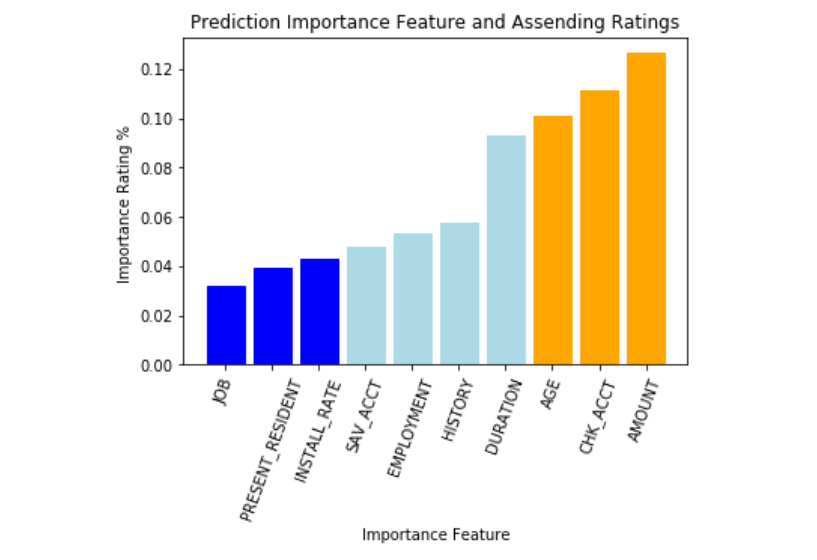 Prediction Importance Feature and Assending Ratings
Importance Rating %
0.12
0.10
0.08
0.06
0.04
0.02
0.00
JOB
PRESENT_RESIDENT
INSTALL_RATE
SAV_ACCT
EMPLOYMENT
HISTORY
DURATION
AGE
CHK_ACCT
AMOUNT
Importance Feature